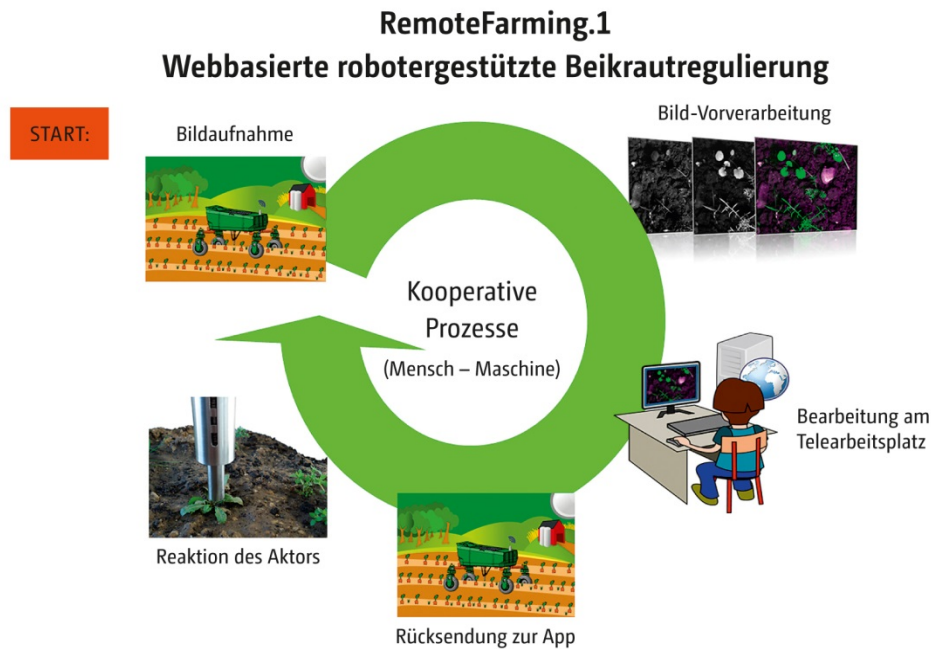 RemoteFarming.1
Webbasierte robotergestützte Beikrautregulierung
START:
Bildaufnahme
Bild-Vorverarbeitung
Kooperative
Prozesse
(Mensch – Maschine)
Bearbeitung am
Telearbeitsplatz
Rücksendung zur App
Reaktion des Aktors